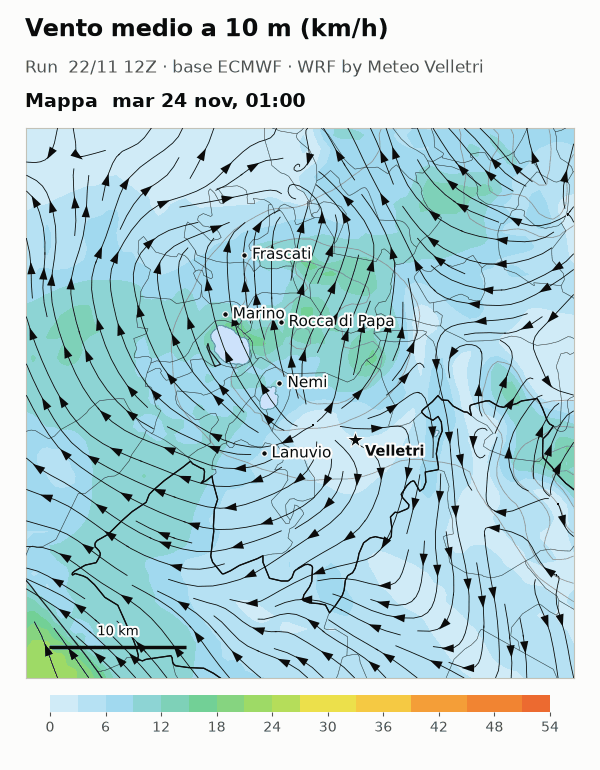 Vento medio a 10 m (km/h)
Run 22/11 12Z · base ECMWF · WRF by Meteo Velletri
Mappa mar 24 nov, 01:00
Frascati
Marino
Rocca di Papa
Nemi
Velletri
Lanuvio
10 km
0 6 12 18 24 30 36 42 48 54